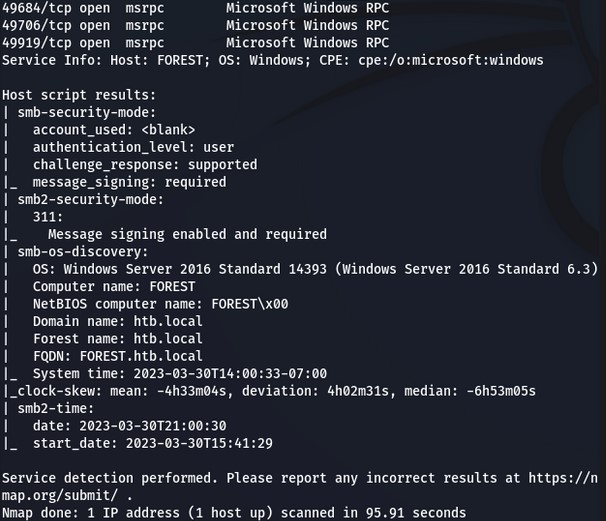 49684/tcp open  msrpc        Microsoft Windows RPC
49706/tcp open  msrpc        Microsoft Windows RPC
49919/tcp open  msrpc        Microsoft Windows RPC
Service Info: Host: FOREST; OS: Windows; CPE: cpe:/o:microsoft:windows

Host script results:
| smb-security-mode:
|   account_used: <blank>
|   authentication_level: user
|   challenge_response: supported
|_  message_signing: required
| smb2-security-mode:
|   311:
|_    Message signing enabled and required
| smb-os-discovery:
|   OS: Windows Server 2016 Standard 14393 (Windows Server 2016 Standard 6.3)
|   Computer name: FOREST
|   NetBIOS computer name: FOREST\x00
|   Domain name: htb.local
|   Forest name: htb.local
|   FQDN: FOREST.htb.local
|_  System time: 2023-03-30T14:00:33-07:00
|_clock-skew: mean: -4h33m04s, deviation: 4h02m31s, median: -6h53m05s
| smb2-time:
|   date: 2023-03-30T21:00:30
|_  start_date: 2023-03-30T15:41:29

Service detection performed. Please report any incorrect results at https://n
map.org/submit/ .
Nmap done: 1 IP address (1 host up) scanned in 95.91 seconds